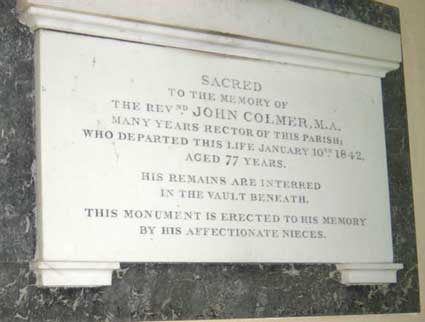 SACRED
TO THE MEMORY OF
THE REVND JOHN COLMER, M.A.
MANY YEARS RECTOR OF THIS PARISH;
WHO DEPARTED THIS LIFE JANUARY 10TH 1842,
AGED 77 YEARS.
HIS REMAINS ARE INTERRED
IN THE VAULT BENEATH.
THIS MONUMENT IS ERECTED TO HIS MEMORY
BY HIS AFFECTIONATE NIECES.